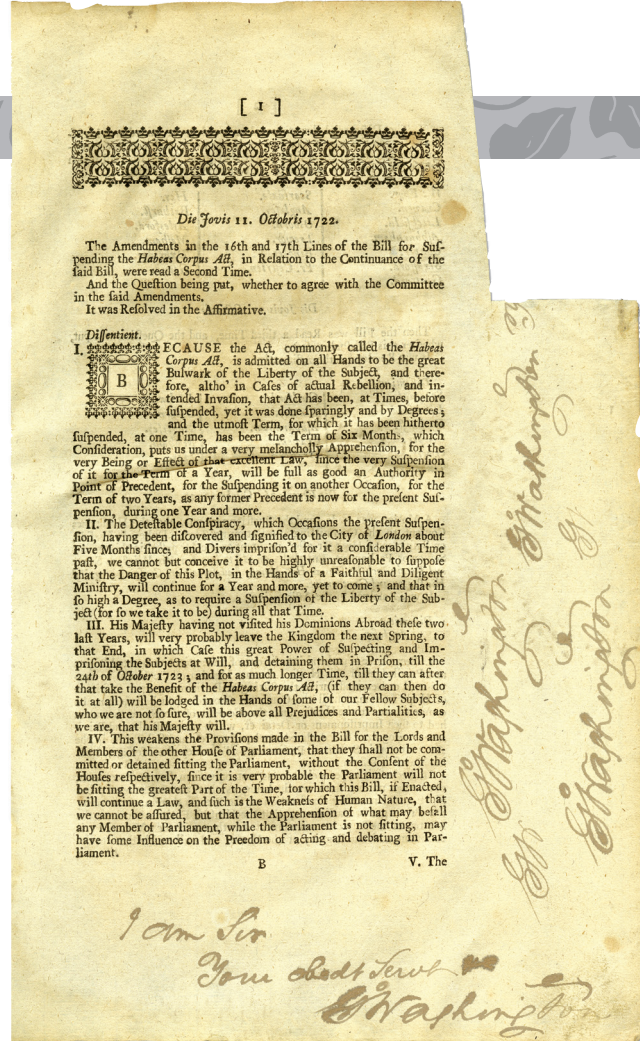 [ 1 ]
Die Jovis 11. Octobris 1722.
The Amendments in the 16th and 17th Lines of the Bill for Suſ-
pending the Habeas Corpus Act, in Relation to the Continuance of the
ſaid Bill, were read a Second Time.
And the Queſtion being put, whether to agree with the Committee
in the ſaid Amendments.
It was Reſolved in the Affirmative.
Diſſentient.
I. BECAUSE the Act, commonly called the Habeas
Corpus Act, is admitted on all Hands to be the great
Bulwark of the Liberty of the Subject, and there-
fore, altho' in Caſes of actual Rebellion, and in-
tended Invaſion, that Act has been, at Times, before
ſuſpended, yet it was done ſparingly and by Degrees;
and the utmoſt Term, for which it has been hitherto
ſuſpended, at one Time, has been the Term of Six Months, which
Conſideration, puts us under a very melancholly Apprehenſion, for the
very Being or Effect of that excellent Law, ſince the very Suſpenſion
of it for the Term of a Year, will be full as good an Authority in
Point of Precedent, for the Suſpending it on another Occaſion, for the
Term of two Years, as any former Precedent is now for the preſent Suſ-
penſion, during one Year and more.
II. The Deteſtable Conſpiracy, which Occaſions the preſent Suſpen-
ſion, having been diſcovered and ſignified to the City of London about
Five Months ſince; and Divers impriſon'd for it a conſiderable Time
paſt, we cannot but conceive it to be highly unreaſonable to ſuppoſe
that the Danger of this Plot, in the Hands of a Faithful and Diligent
Miniſtry, will continue for a Year and more, yet to come; and that in
ſo high a Degree, as to require a Suſpenſion of the Liberty of the Sub-
ject (for ſo we take it to be) during all that Time.
III. His Majeſty having not viſited his Dominions Abroad theſe two
laſt Years, will very probably leave the Kingdom the next Spring, to
that End, in which Caſe this great Power of Suſpecting and Im-
priſoning the Subjects at Will, and detaining them in Priſon, till the
24th of October 1723; and for as much longer Time, till they can after
that take the Benefit of the Habeas Corpus Act, (if they can then do
it at all) will be lodged in the Hands of ſome of our Fellow Subjects,
who we are not ſo ſure, will be above all Prejudices and Partialities, as
we are, that his Majeſty will.
IV. This weakens the Proviſions made in the Bill for the Lords and
Members of the other Houſe of Parliament, that they ſhall not be com-
mitted or detained ſitting the Parliament, without the Conſent of the
Houſes reſpectively, ſince it is very probable the Parliament will not
be ſitting the greateſt Part of the Time, for which this Bill, if Enacted,
will continue a Law, and ſuch is the Weakneſs of Human Nature, that
we cannot be aſſured, but that the Apprehenſion of what may befall
any Member of Parliament, while the Parliament is not ſitting, may
have ſome Influence on the Freedom of acting and debating in Par-
liament.
B V. The
I am Sir
Your obedt Servt
GWashington
GW GWashington GWashington
GWashington G